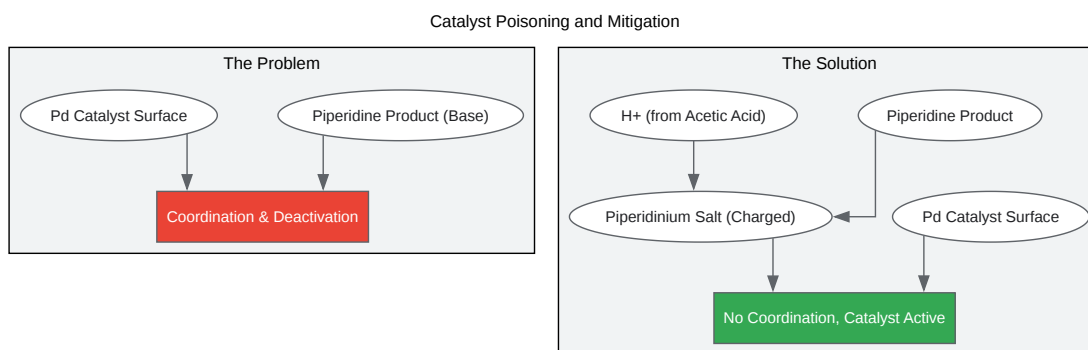 Catalyst Poisoning and Mitigation
The Problem
Pd Catalyst Surface
Piperidine Product (Base)
Coordination & Deactivation
The Solution
H+ (from Acetic Acid)
Piperidine Product
Piperidinium Salt (Charged)
Pd Catalyst Surface
No Coordination, Catalyst Active